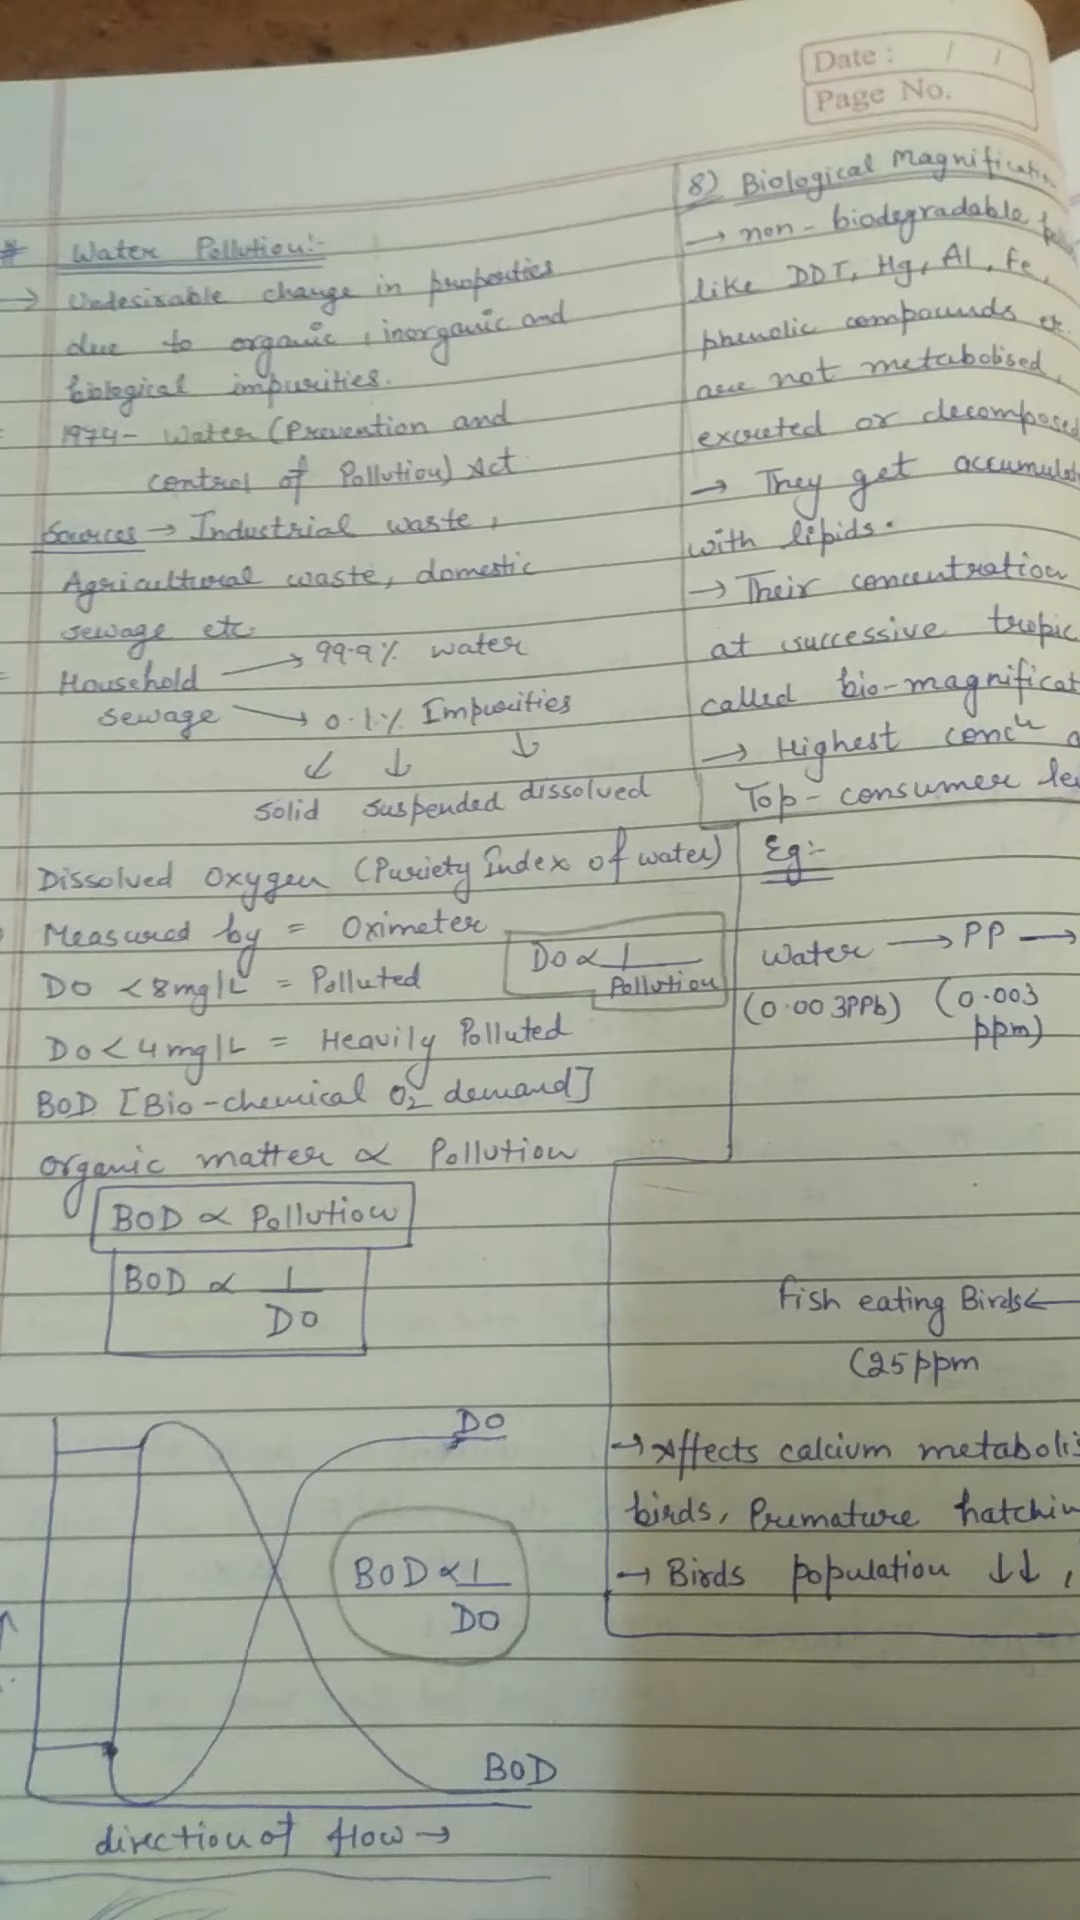 Date : / /
Page No.
# Water Pollution:-
→ Undesirable change in properties
due to organic, inorganic and
biological impurities.
1974- Water (Prevention and
control of Pollution) Act
Sources → Industrial waste,
Agricultural waste, domestic
sewage etc.
Household → 99.9% water
sewage → 0.1% Impurities
↓ ↓ ↓
Solid suspended dissolved
Dissolved Oxygen (Puriety Index of water)
Measured by = Oximeter
DO < 8mg/L = Polluted
DO ∝ 1/Pollution
DO < 4mg/L = Heavily Polluted
BOD [Bio-chemical O₂ demand]
organic matter ∝ Pollution
BOD ∝ Pollution
BOD ∝ 1/DO
DO
BOD ∝ 1/DO
BOD
direction of flow →
8) Biological Magnification
→ non-biodegradable
like DDT, Hg, Al, Fe,
phenolic compounds
are not metabolised,
excreted or decomposed
→ They get accumulat
with lipids.
→ Their concentration
at successive tropic
called bio-magnificat
→ Highest concⁿ
Top-consumer le
Eg:-
Water → PP →
(0.003PPb) (0.003
ppm)
fish eating Birds ←
(25ppm
→ Affects calcium metabolis
birds, Premature hatchin
→ Birds population ↓↓,